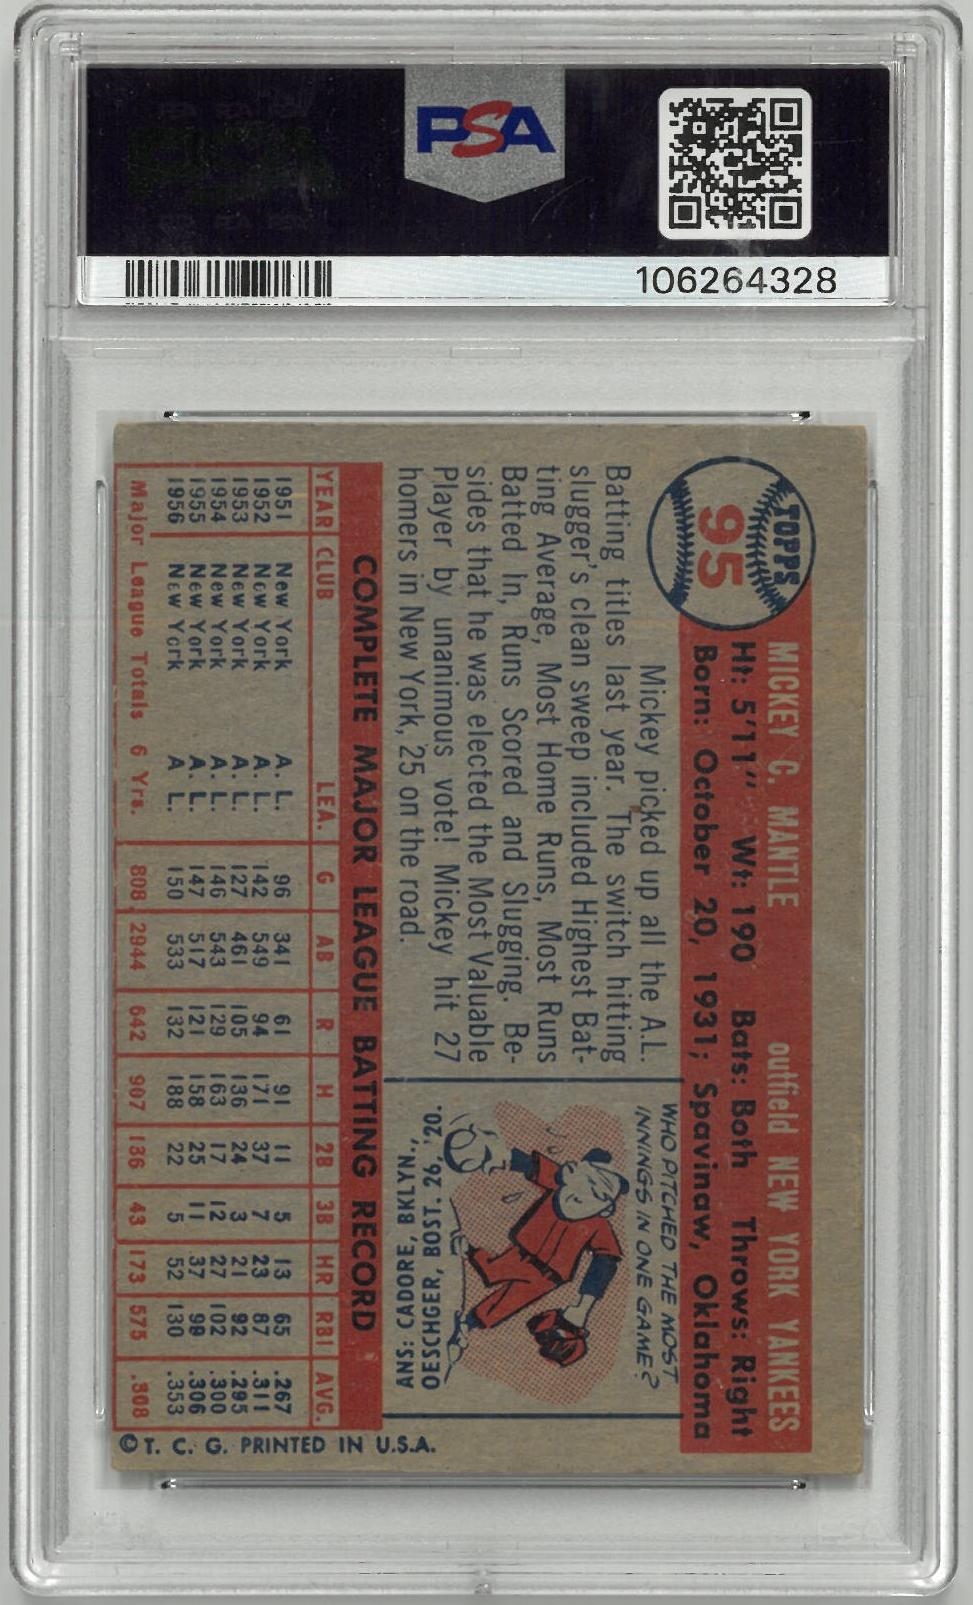 PSA
106264328
TOPPS
95
MICKEY C. MANTLE outfield NEW YORK YANKEES
Ht: 5'11" Wt: 190 Bats: Both Throws: Right
Born: October 20, 1931; Spavinaw, Oklahoma
Mickey picked up all the A.L.
Batting titles last year. The switch hitting
slugger's clean sweep included Highest Bat-
ting Average, Most Home Runs, Most Runs
Batted In, Runs Scored and Slugging. Be-
sides that he was elected the Most Valuable
Player by unanimous vote! Mickey hit 27
homers in New York, 25 on the road.
WHO PITCHED THE MOST
INNINGS IN ONE GAME?
ANS: CADORE, BKLYN.,
OESCHGER, BOST. '26 '20.
COMPLETE MAJOR LEAGUE BATTING RECORD
YEAR CLUB LEA. G AB R H 2B 3B HR RBI AVG.
1951 New York A. L. 96 341 61 91 11 5 13 65 .267
1952 New York A. L. 142 549 94 171 37 7 23 87 .311
1953 New York A. L. 127 461 105 136 24 3 21 92 .295
1954 New York A. L. 146 543 129 163 17 12 27 102 .300
1955 New York A. L. 147 517 121 158 25 11 37 99 .306
1956 New York A L. 150 533 132 188 22 5 52 130 .353
Major League Totals 6 Yrs. 808 2944 642 907 136 43 173 575 .308
© T. C. G. PRINTED IN U.S.A.